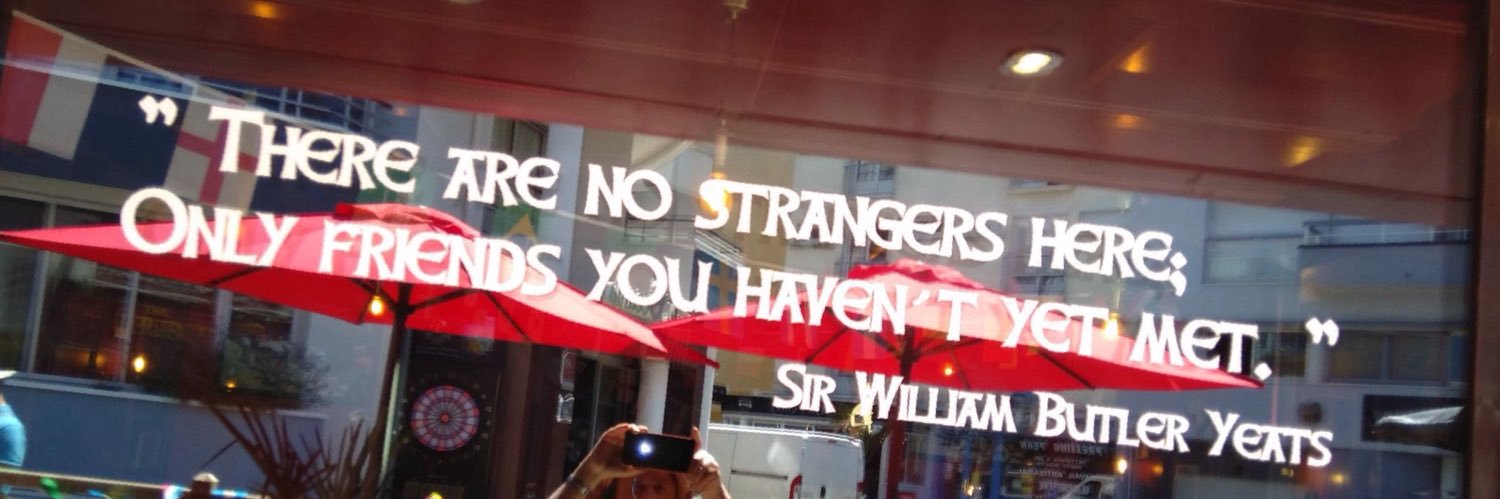 " There are no strangers here;
Only friends you haven't yet met. "
Sir William Butler Yeats